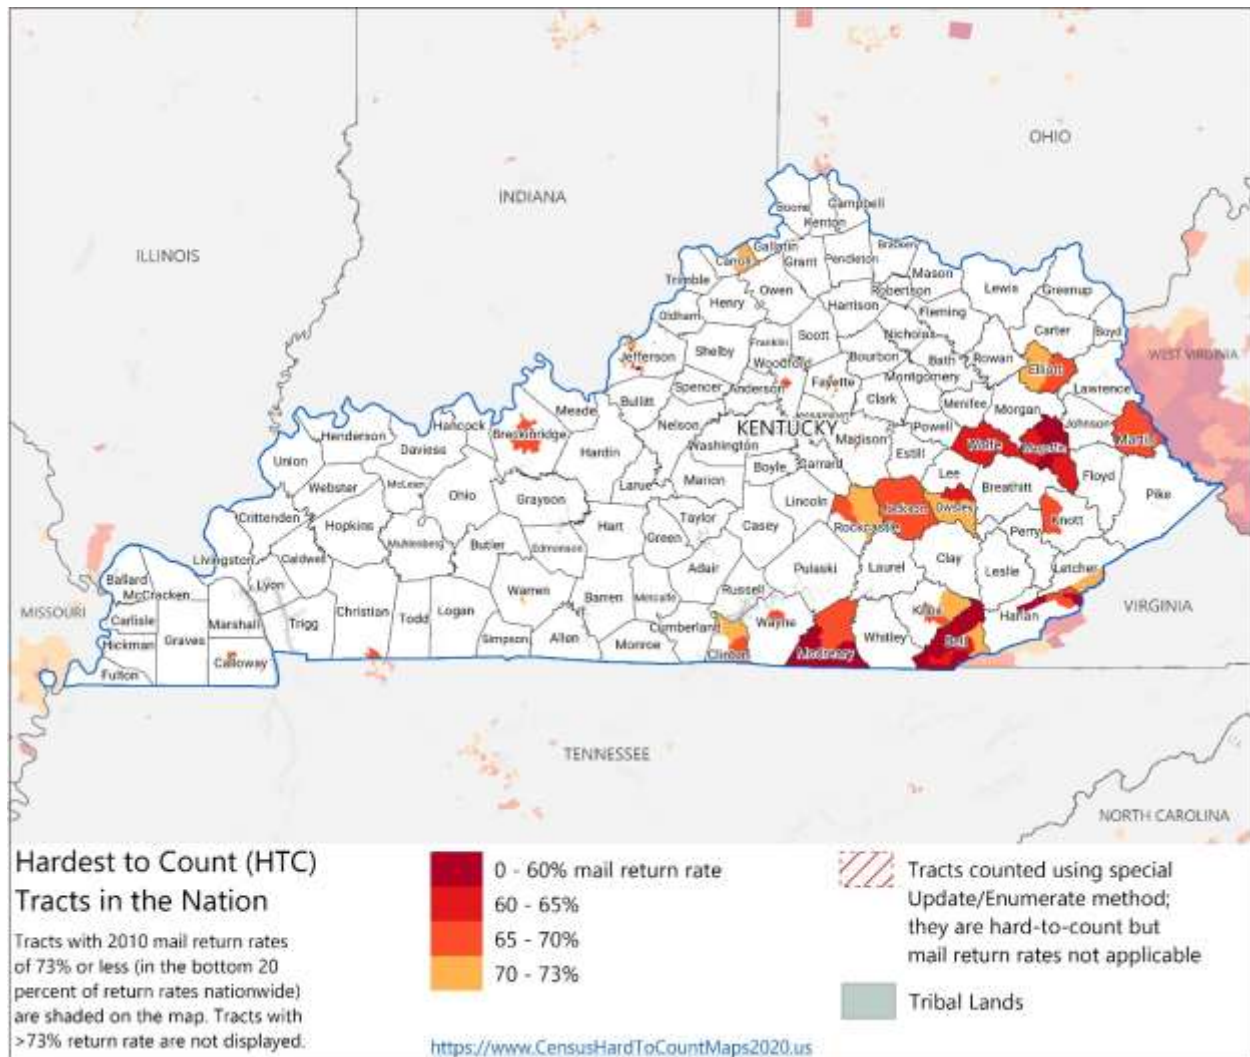 OHIO
INDIANA
ILLINOIS
WEST VIRGINIA
KENTUCKY
MISSOURI
VIRGINIA
TENNESSEE
NORTH CAROLINA
Boone
Campbell
Kenton
Gallatin
Carroll
Grant
Pendleton
Bracken
Mason
Trimble
Owen
Robertson
Lewis
Greenup
Henry
Harrison
Fleming
Oldham
Carter
Boyd
Scott
Nicholas
Franklin
Jefferson
Shelby
Woodford
Bourbon
Bath
Rowan
Elliott
Spencer
Anderson
Fayette
Montgomery
Lawrence
Bullitt
Clark
Menifee
Morgan
Meade
Hancock
Nelson
Powell
Johnson
Martin
Henderson
Daviess
Breckinridge
Washington
Madison
Estill
Wolfe
Magoffin
Union
Hardin
Boyle
Garrard
Lee
Floyd
Webster
McLean
Ohio
Grayson
Larue
Marion
Lincoln
Jackson
Owsley
Breathitt
Pike
Crittenden
Hopkins
Muhlenberg
Butler
Hart
Taylor
Green
Casey
Rockcastle
Perry
Knott
Livingston
Caldwell
Edmonson
Adair
Pulaski
Laurel
Clay
Leslie
Letcher
Ballard
McCracken
Lyon
Warren
Barren
Metcalfe
Russell
Carlisle
Graves
Marshall
Trigg
Christian
Todd
Logan
Cumberland
Wayne
Knox
Harlan
Hickman
Simpson
Allen
Monroe
Clinton
McCreary
Whitley
Bell
Fulton
Calloway
Hardest to Count (HTC)
Tracts in the Nation
Tracts with 2010 mail return rates
of 73% or less (in the bottom 20
percent of return rates nationwide)
are shaded on the map. Tracts with
>73% return rate are not displayed.
0 - 60% mail return rate
60 - 65%
65 - 70%
70 - 73%
https://www.CensusHardToCountMaps2020.us
Tracts counted using special
Update/Enumerate method;
they are hard-to-count but
mail return rates not applicable
Tribal Lands